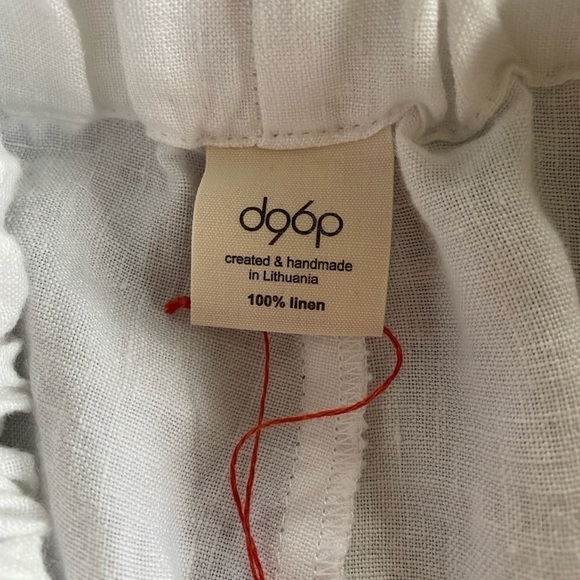 d96p
created & handmade
in Lithuania
100% linen